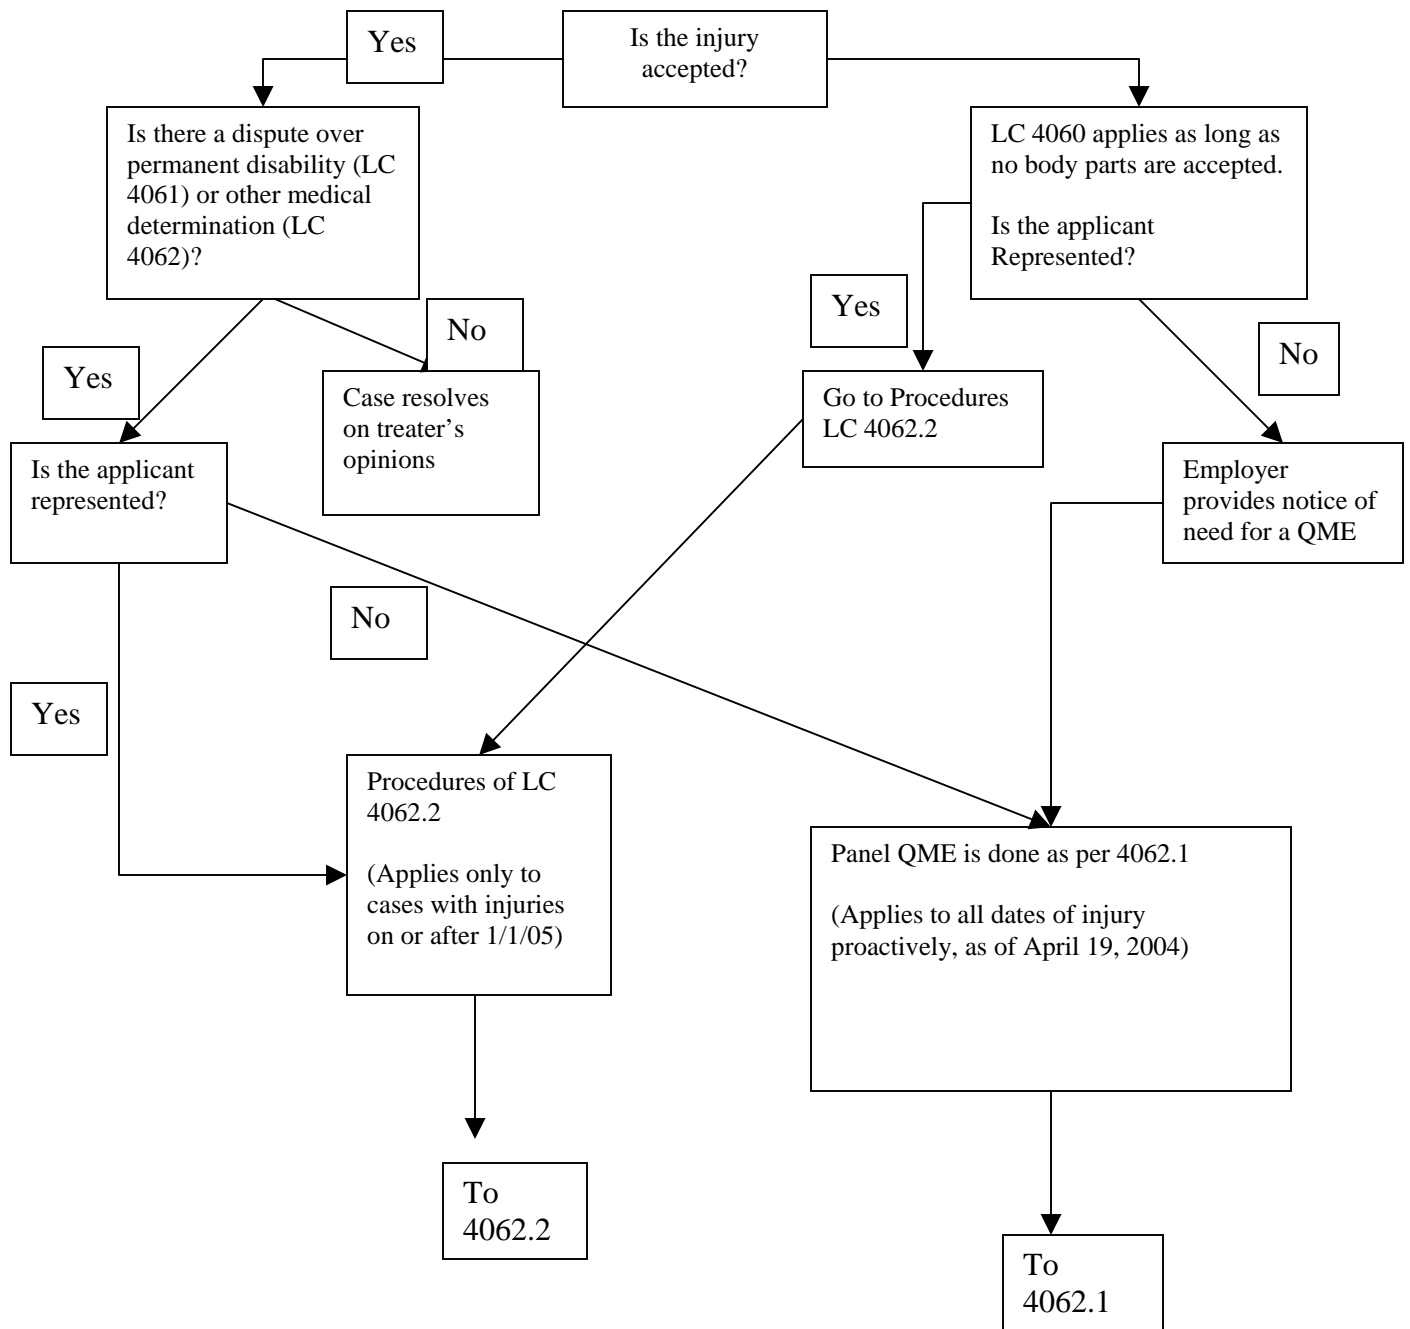 Yes
Is the injury
accepted?
Is there a dispute over
permanent disability (LC
4061) or other medical
determination (LC
4062)?
LC 4060 applies as long as
no body parts are accepted.
Is the applicant
Represented?
Yes
No
Yes
No
Case resolves
on treater’s
opinions
Go to Procedures
LC 4062.2
Is the applicant
represented?
Employer
provides notice of
need for a QME
No
Yes
Procedures of LC
4062.2
(Applies only to
cases with injuries
on or after 1/1/05)
Panel QME is done as per 4062.1
(Applies to all dates of injury
proactively, as of April 19, 2004)
To
4062.2
To
4062.1